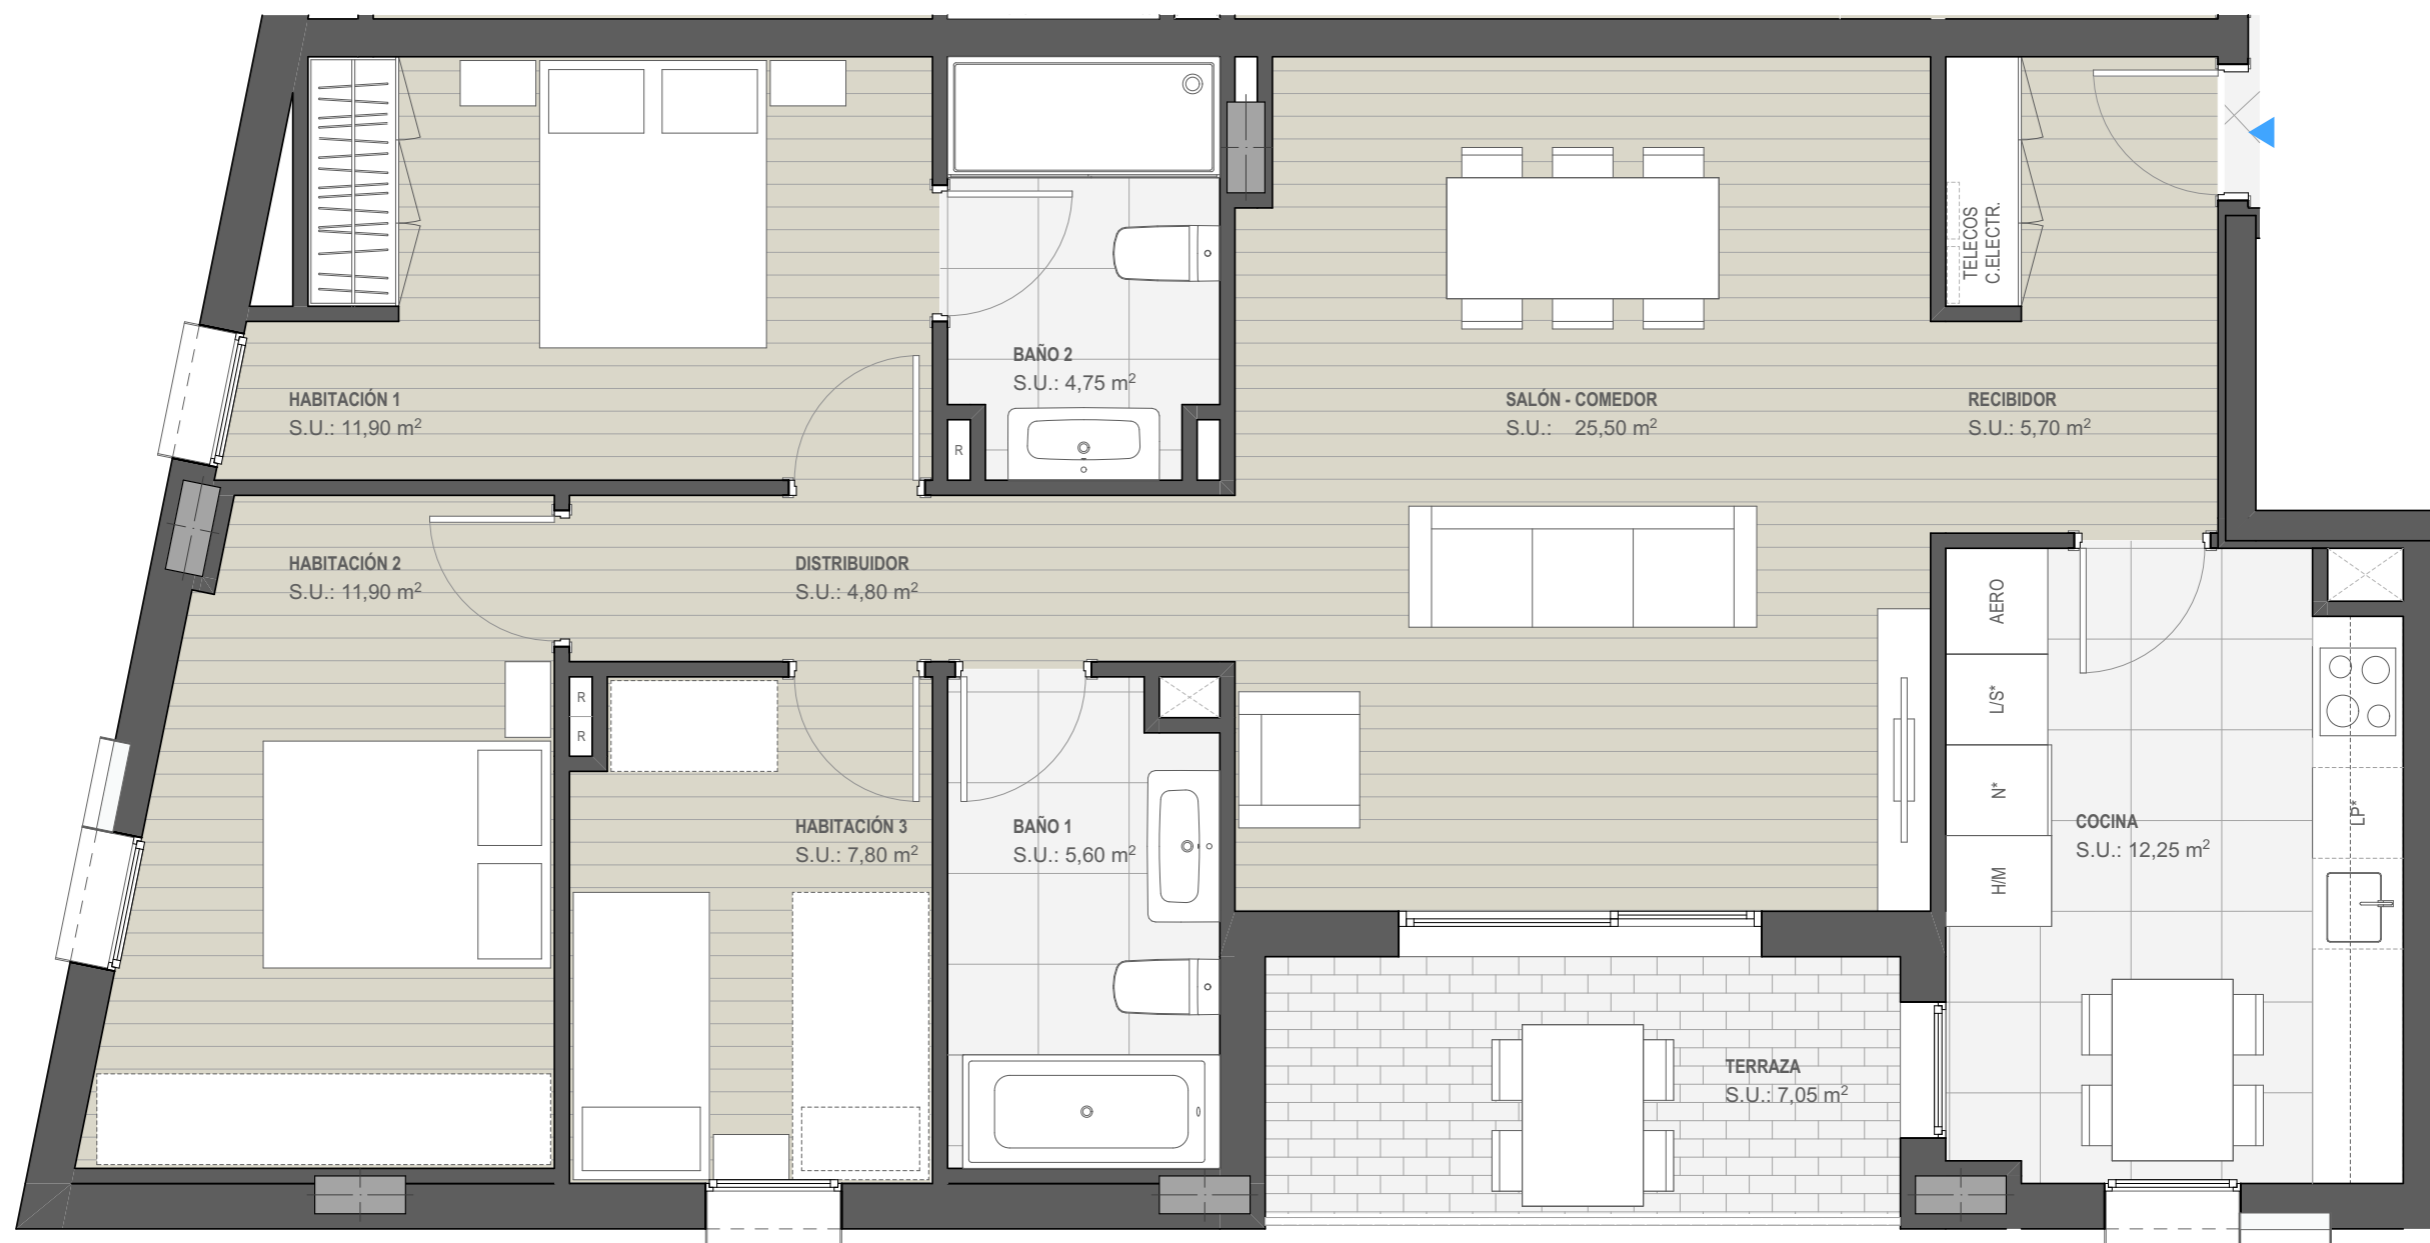 TELECOS
C.ELECTR.
BAÑO 2
S.U.: 4,75 m²
HABITACIÓN 1
S.U.: 11,90 m²
SALÓN - COMEDOR
S.U.: 25,50 m²
RECIBIDOR
S.U.: 5,70 m²
R
HABITACIÓN 2
S.U.: 11,90 m²
DISTRIBUIDOR
S.U.: 4,80 m²
AERO
L/S*
N*
H/M
R
R
HABITACIÓN 3
S.U.: 7,80 m²
BAÑO 1
S.U.: 5,60 m²
COCINA
S.U.: 12,25 m²
LP*
TERRAZA
S.U.: 7,05 m²